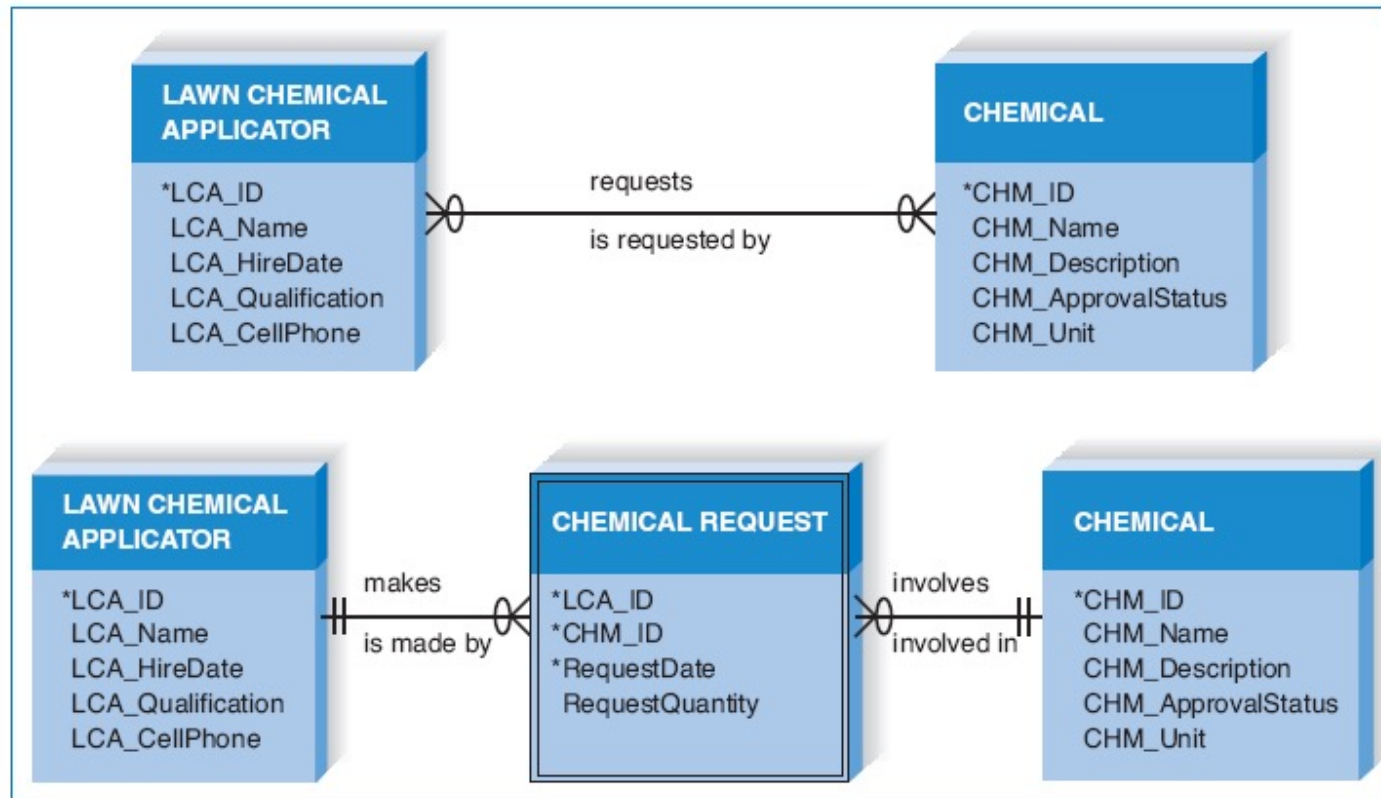 LAWN CHEMICAL
APPLICATOR
*LCA_ID
LCA_Name
LCA_HireDate
LCA_Qualification
LCA_CellPhone
requests
is requested by
CHEMICAL
*CHM_ID
CHM_Name
CHM_Description
CHM_ApprovalStatus
CHM_Unit
LAWN CHEMICAL
APPLICATOR
*LCA_ID
LCA_Name
LCA_HireDate
LCA_Qualification
LCA_CellPhone
makes
is made by
CHEMICAL REQUEST
*LCA_ID
*CHM_ID
*RequestDate
RequestQuantity
involves
involved in
CHEMICAL
*CHM_ID
CHM_Name
CHM_Description
CHM_ApprovalStatus
CHM_Unit